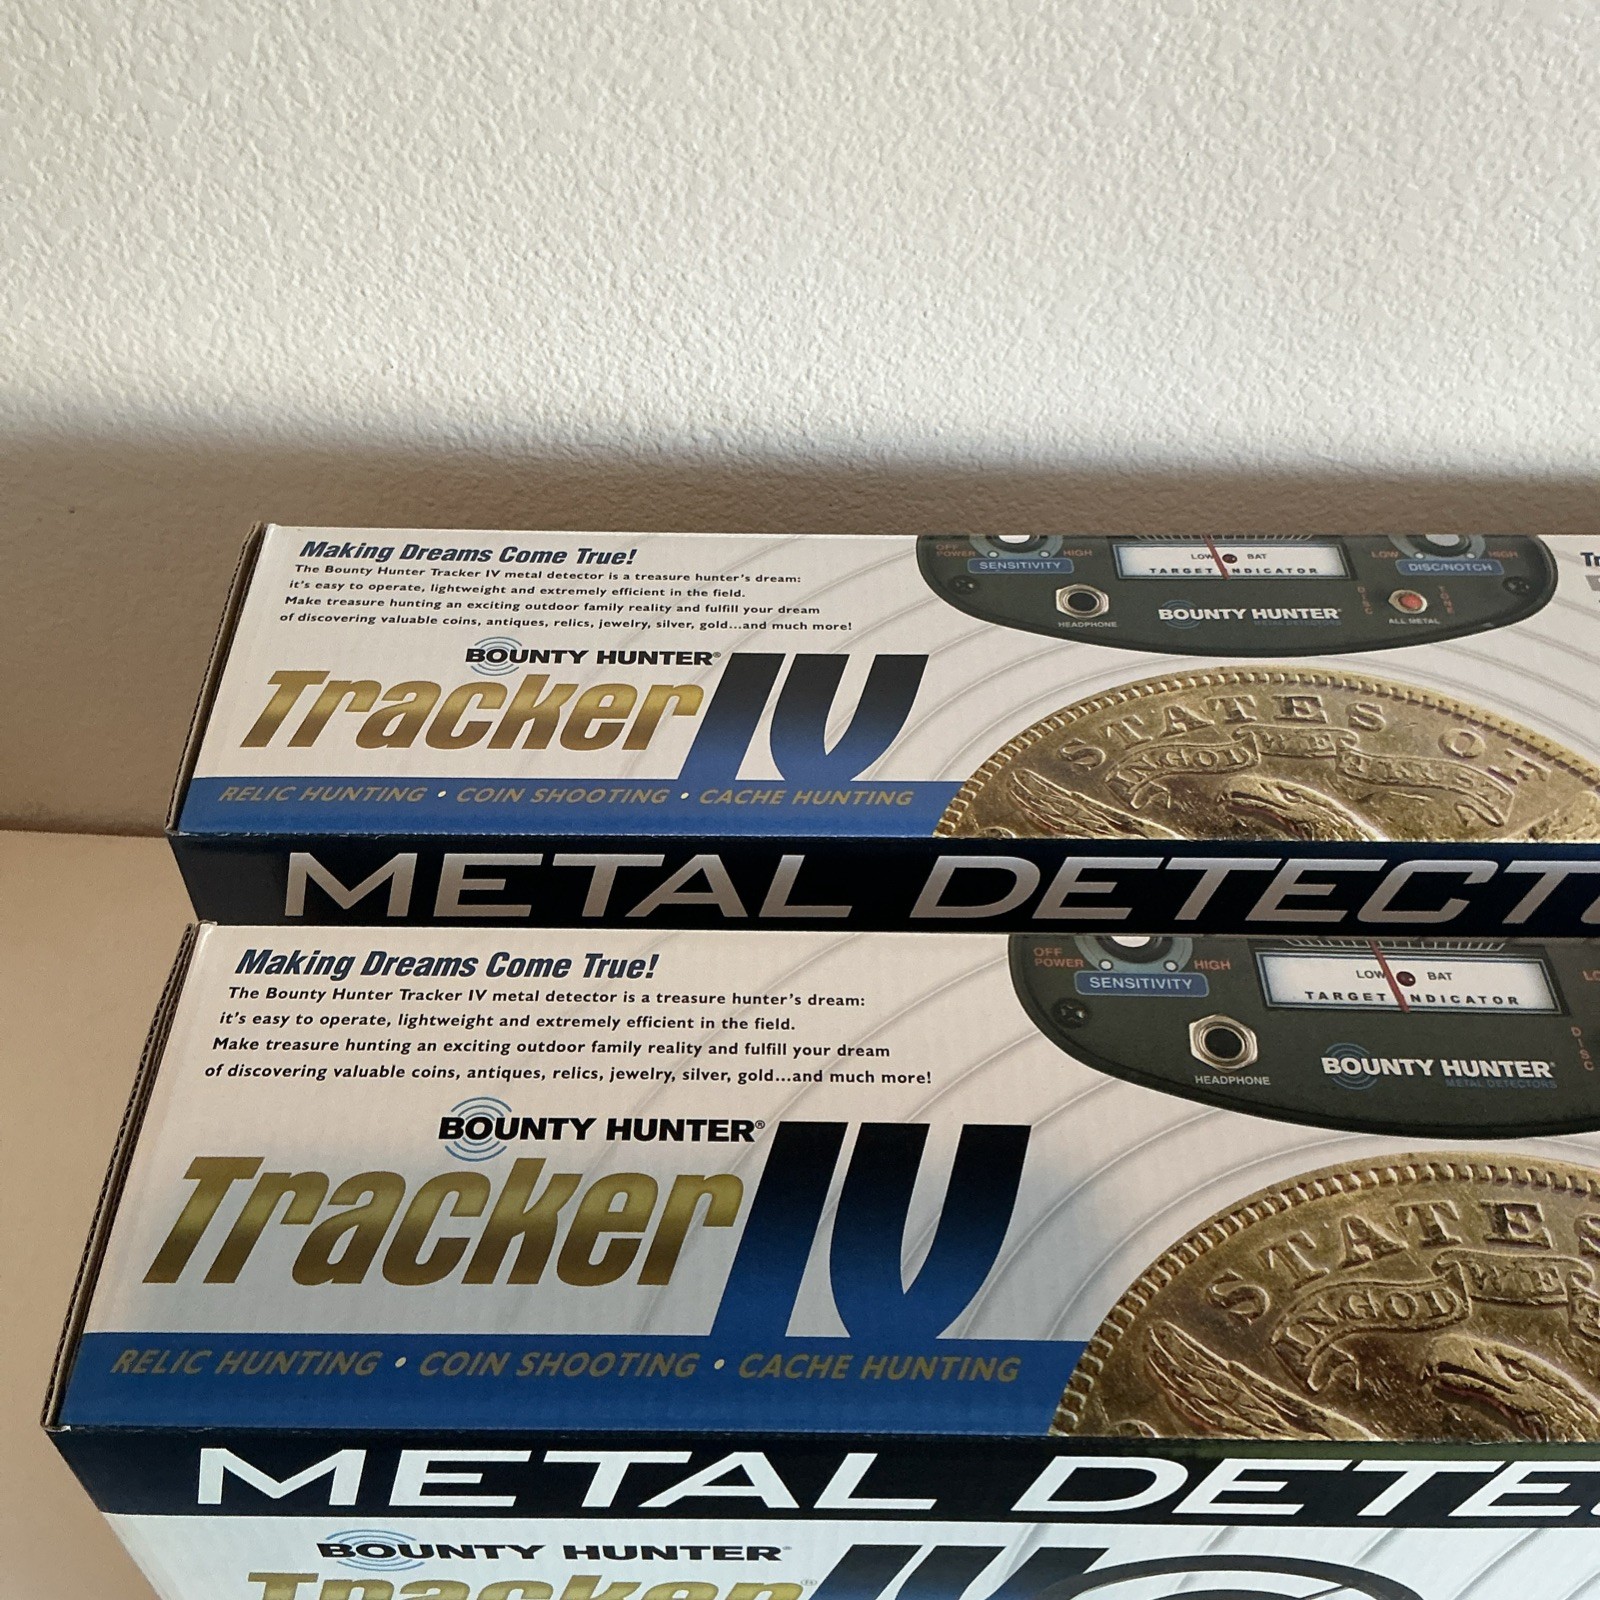 Making Dreams Come True!
The Bounty Hunter Tracker IV metal detector is a treasure hunter's dream:
it's easy to operate, lightweight and extremely efficient in the field.
Make treasure hunting an exciting outdoor family reality and fulfill your dream
of discovering valuable coins, antiques, relics, jewelry, silver, gold...and much more!
BOUNTY HUNTER®
Tracker IV
RELIC HUNTING • COIN SHOOTING • CACHE HUNTING
OFF
POWER
HIGH
SENSITIVITY
LOW BAT
TARGET INDICATOR
LOW HIGH
DISC/NOTCH
HEADPHONE
BOUNTY HUNTER®
METAL DETECTORS
DISC
TONE
ALL METAL
STATES OF
IN GOD WE TRUST
METAL DETECT
Making Dreams Come True!
The Bounty Hunter Tracker IV metal detector is a treasure hunter's dream:
it's easy to operate, lightweight and extremely efficient in the field.
Make treasure hunting an exciting outdoor family reality and fulfill your dream
of discovering valuable coins, antiques, relics, jewelry, silver, gold...and much more!
BOUNTY HUNTER®
Tracker IV
RELIC HUNTING • COIN SHOOTING • CACHE HUNTING
OFF
POWER
HIGH
SENSITIVITY
LOW BAT
TARGET INDICATOR
LO
HEADPHONE
BOUNTY HUNTER®
METAL DETECTORS
DISC
STATES
IN GOD WE
METAL DETE
BOUNTY HUNTER®
Tracker® IV